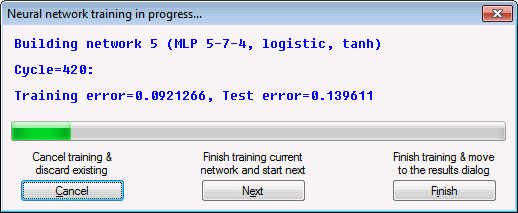 Neural network training in progress...
Building network 5 (MLP 5-7-4, logistic, tanh)
Cycle=420:
Training error=0.0921266, Test error=0.139611
Cancel training &
discard existing
Cancel
Finish training current
network and start next
Next
Finish training & move
to the results dialog
Finish